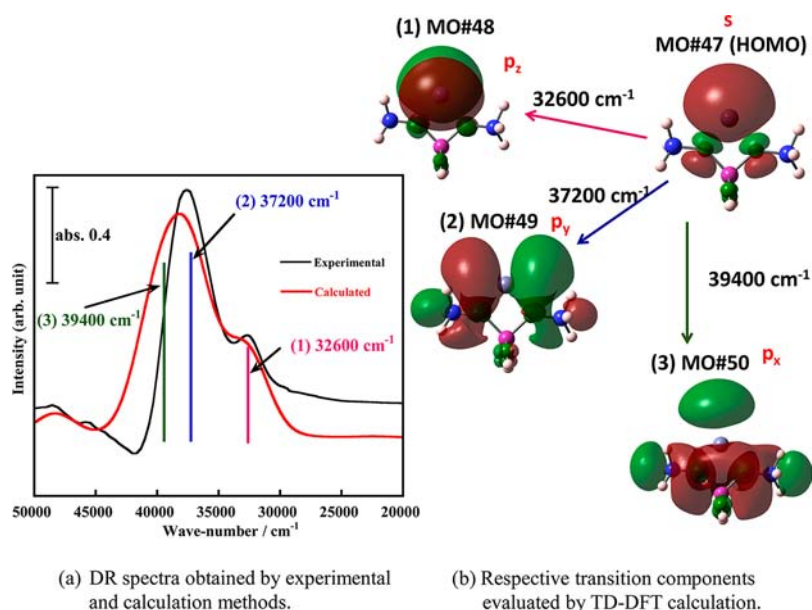 (1) MO#48
p_z
s
MO#47 (HOMO)
32600 cm⁻¹
37200 cm⁻¹
(2) MO#49
p_y
39400 cm⁻¹
(3) MO#50
p_x
abs. 0.4
(2) 37200 cm⁻¹
Experimental
Calculated
(3) 39400 cm⁻¹
(1) 32600 cm⁻¹
Intensity (arb. unit)
50000 45000 40000 35000 30000 25000 20000
Wave-number / cm⁻¹
(a) DR spectra obtained by experimental
and calculation methods.
(b) Respective transition components
evaluated by TD-DFT calculation.